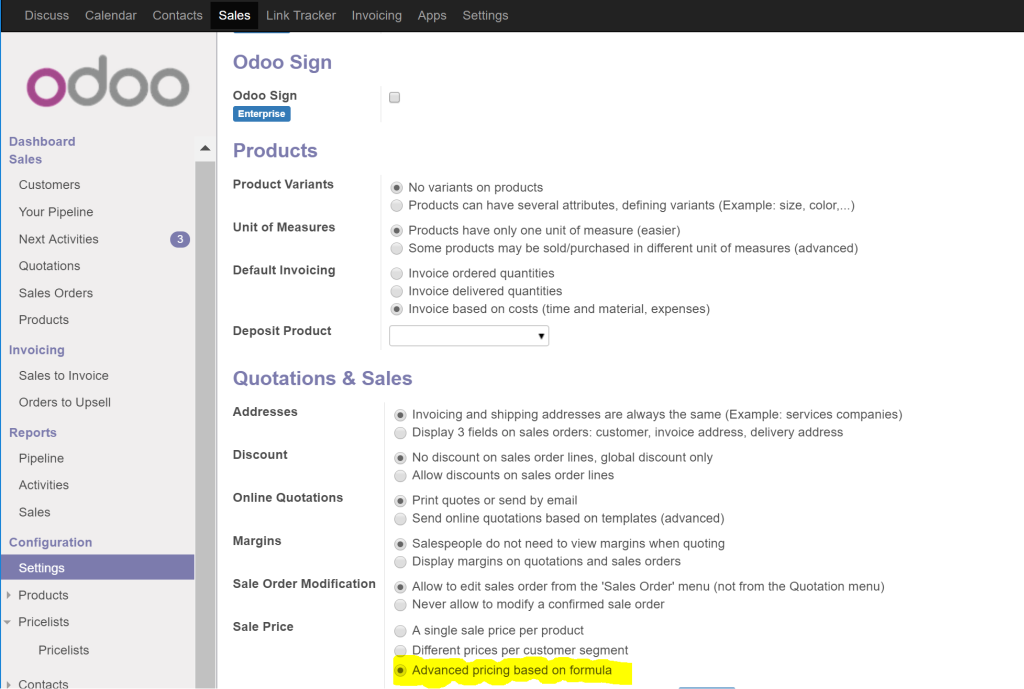 Discuss Calendar Contacts Sales Link Tracker Invoicing Apps Settings
odoo
Dashboard
Sales
Customers
Your Pipeline
Next Activities 3
Quotations
Sales Orders
Products
Invoicing
Sales to Invoice
Orders to Upsell
Reports
Pipeline
Activities
Sales
Configuration
Settings
Products
Pricelists
Pricelists
Contacts
Odoo Sign
Odoo Sign
Enterprise
Products
Product Variants
No variants on products
Products can have several attributes, defining variants (Example: size, color,...)
Unit of Measures
Products have only one unit of measure (easier)
Some products may be sold/purchased in different unit of measures (advanced)
Default Invoicing
Invoice ordered quantities
Invoice delivered quantities
Invoice based on costs (time and material, expenses)
Deposit Product
Quotations & Sales
Addresses
Invoicing and shipping addresses are always the same (Example: services companies)
Display 3 fields on sales orders: customer, invoice address, delivery address
Discount
No discount on sales order lines, global discount only
Allow discounts on sales order lines
Online Quotations
Print quotes or send by email
Send online quotations based on templates (advanced)
Margins
Salespeople do not need to view margins when quoting
Display margins on quotations and sales orders
Sale Order Modification
Allow to edit sales order from the 'Sales Order' menu (not from the Quotation menu)
Never allow to modify a confirmed sale order
Sale Price
A single sale price per product
Different prices per customer segment
Advanced pricing based on formula